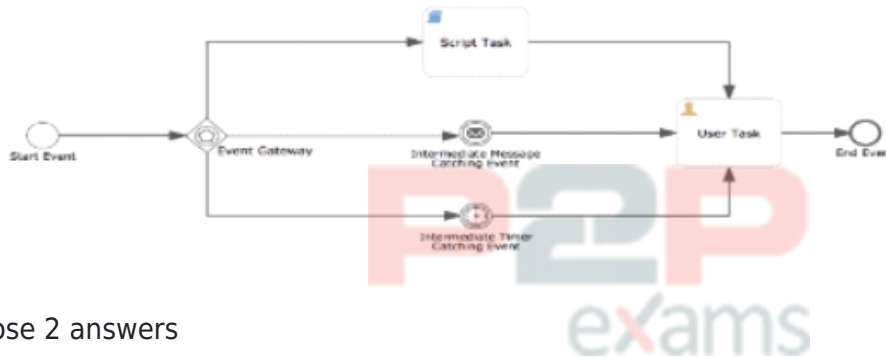 Script Task
User Task
Start Event
Event Gateway
Intermediate Message
Catching Event
End Even
Intermediate Timer
Catching Event
P2P
exams
ose 2 answers